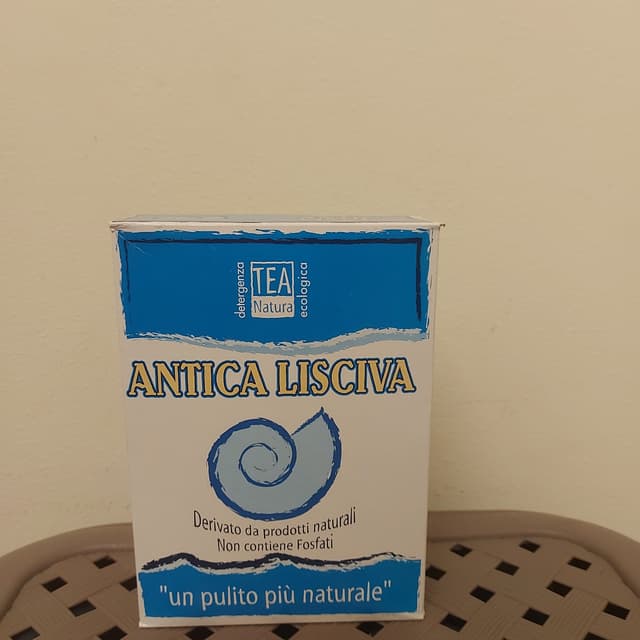 detergenza
TEA
Natura
ecologica
ANTICA LISCIVA
Derivato da prodotti naturali
Non contiene Fosfati
"un pulito più naturale"